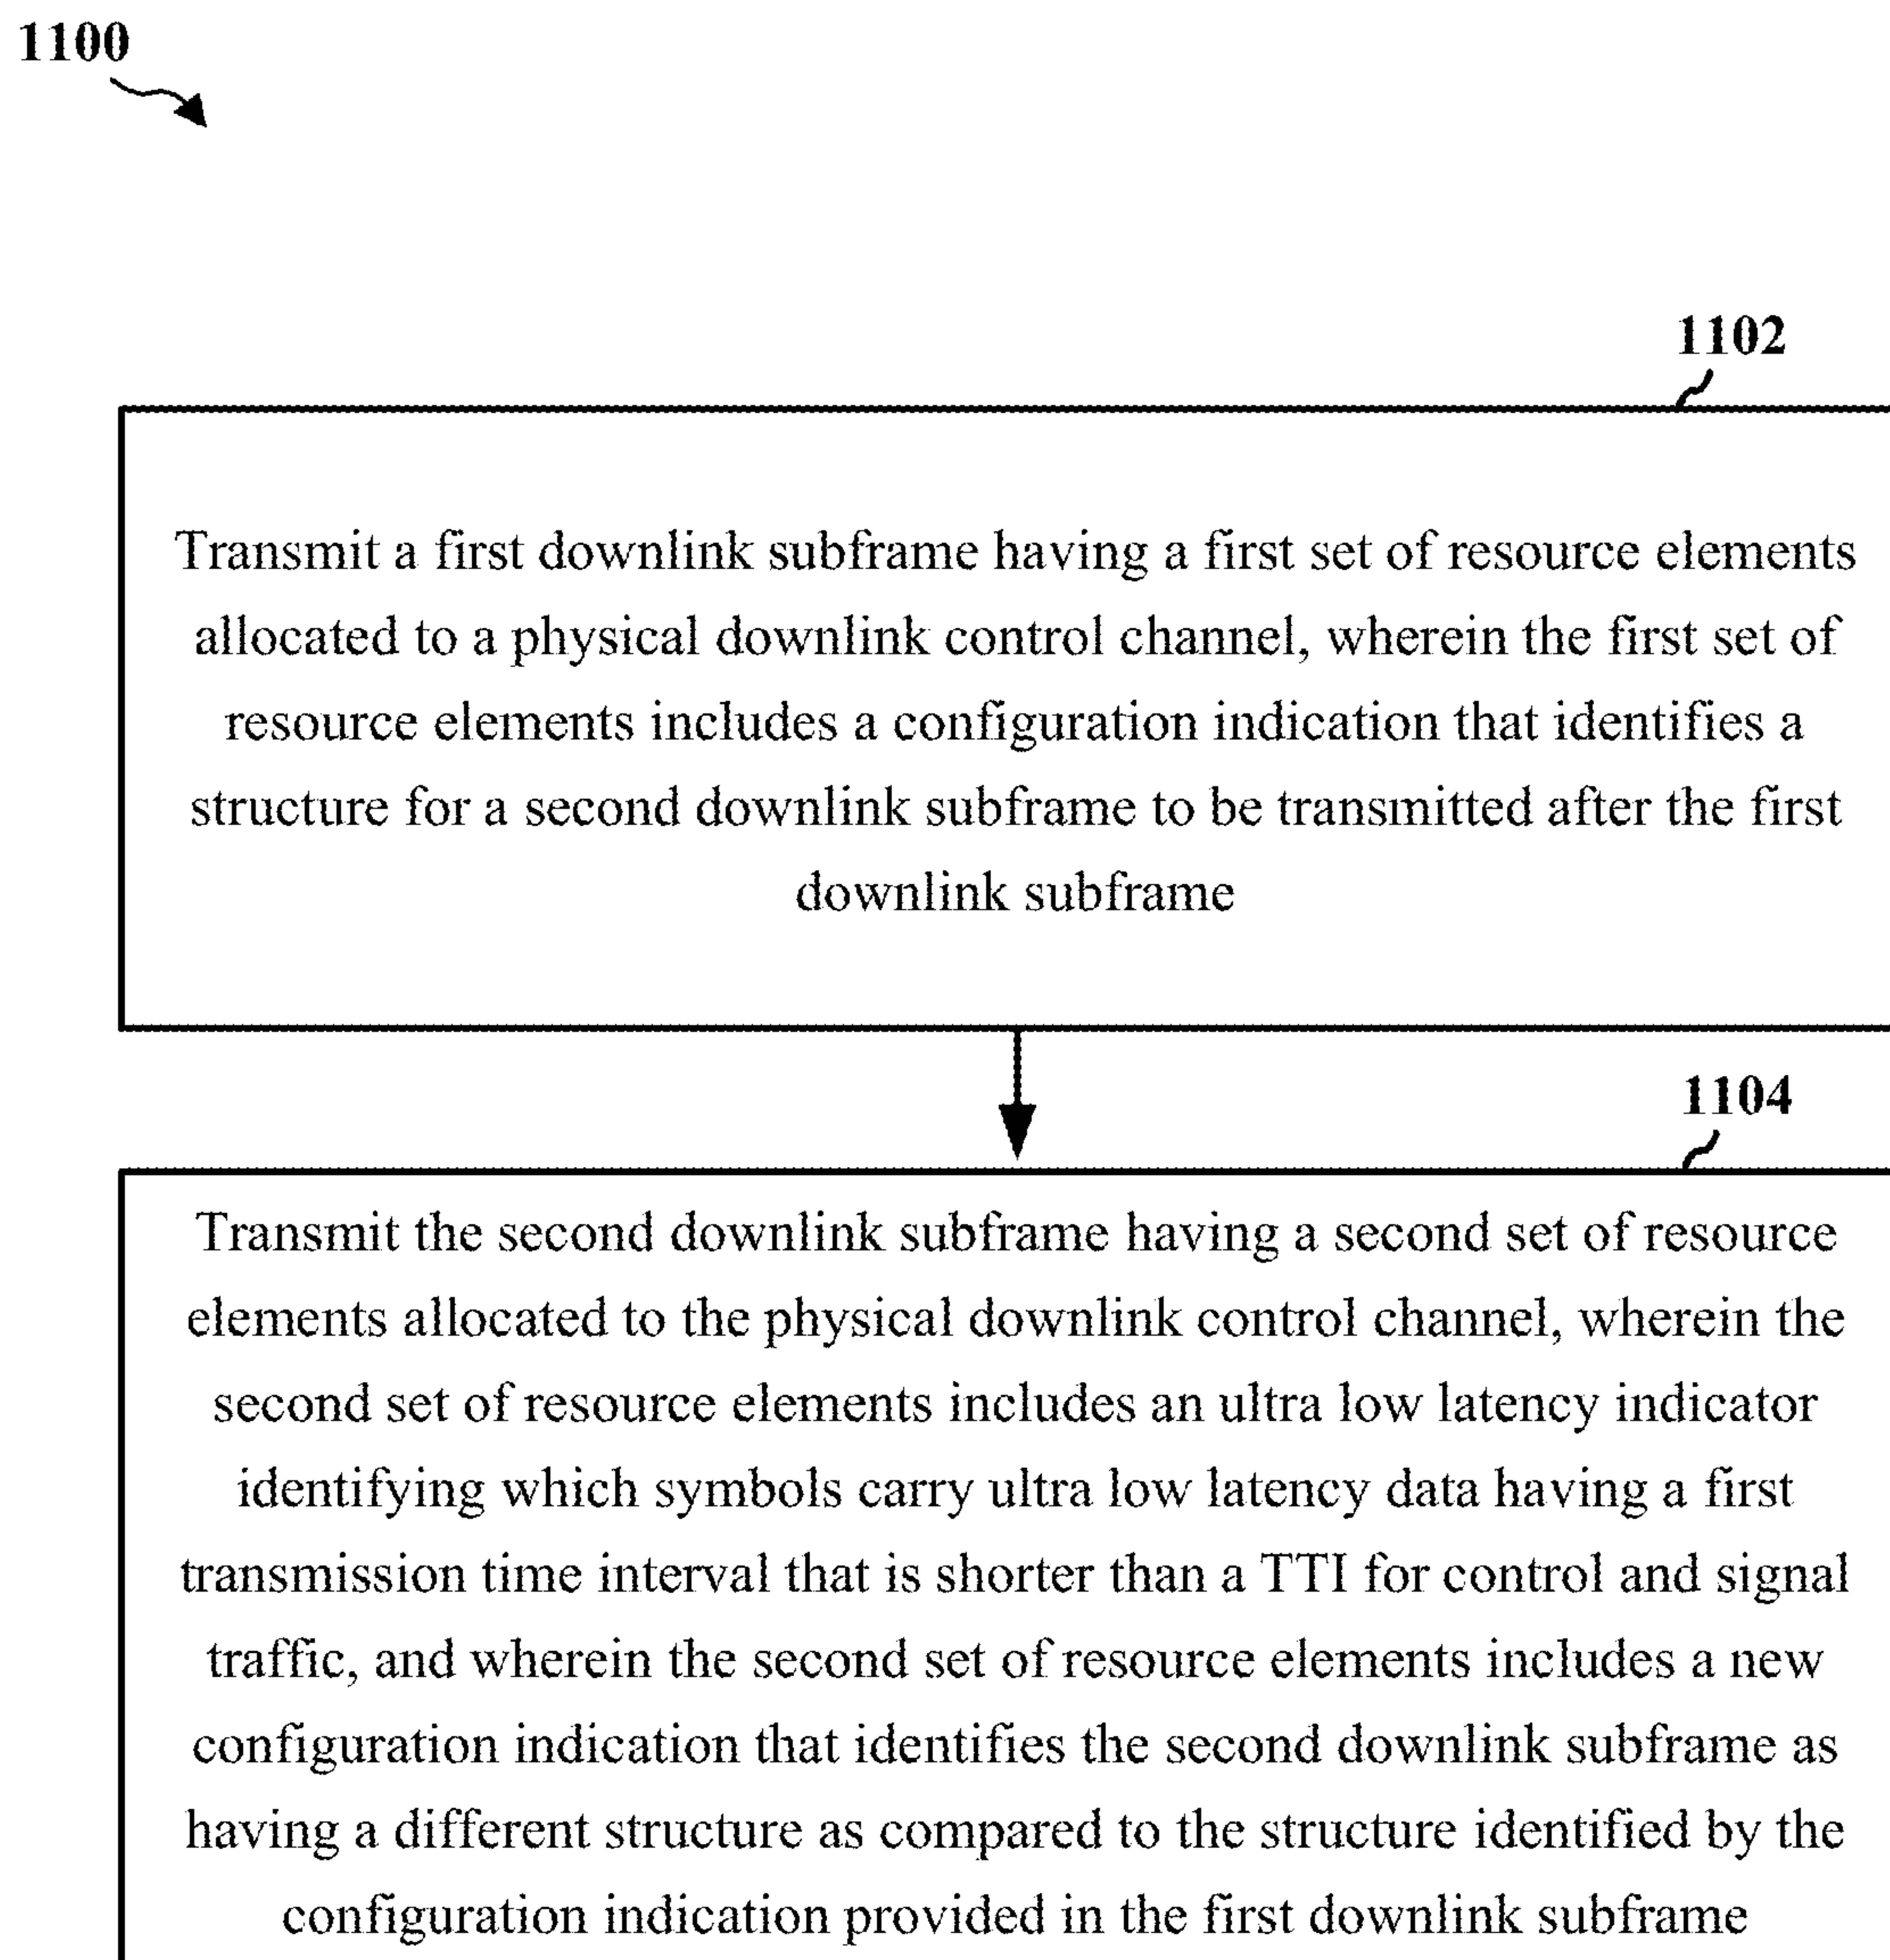 1100
1102
Transmit a first downlink subframe having a first set of resource elements
allocated to a physical downlink control channel, wherein the first set of
resource elements includes a configuration indication that identifies a
structure for a second downlink subframe to be transmitted after the first
downlink subframe
1104
Transmit the second downlink subframe having a second set of resource
elements allocated to the physical downlink control channel, wherein the
second set of resource elements includes an ultra low latency indicator
identifying which symbols carry ultra low latency data having a first
transmission time interval that is shorter than a TTI for control and signal
traffic, and wherein the second set of resource elements includes a new
configuration indication that identifies the second downlink subframe as
having a different structure as compared to the structure identified by the
configuration indication provided in the first downlink subframe